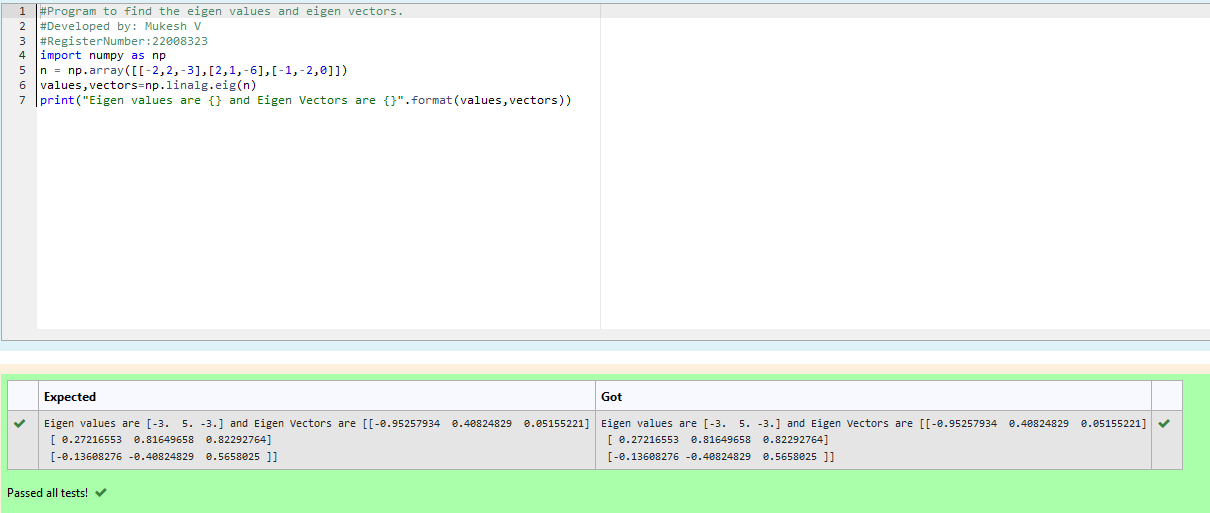 1 #Program to find the eigen values and eigen vectors.
2 #Developed by: Mukesh V
3 #RegisterNumber:22008323
4 import numpy as np
5 n = np.array([[-2,2,-3],[2,1,-6],[-1,-2,0]])
6 values,vectors=np.linalg.eig(n)
7 print("Eigen values are {} and Eigen Vectors are {}".format(values,vectors))
Expected Got
Eigen values are [-3.  5. -3.] and Eigen Vectors are [[-0.95257934  0.40824829  0.05155221] Eigen values are [-3.  5. -3.] and Eigen Vectors are [[-0.95257934  0.40824829  0.05155221]
[ 0.27216553  0.81649658  0.82292764] [ 0.27216553  0.81649658  0.82292764]
[-0.13608276 -0.40824829  0.5658025 ]] [-0.13608276 -0.40824829  0.5658025 ]]
Passed all tests!